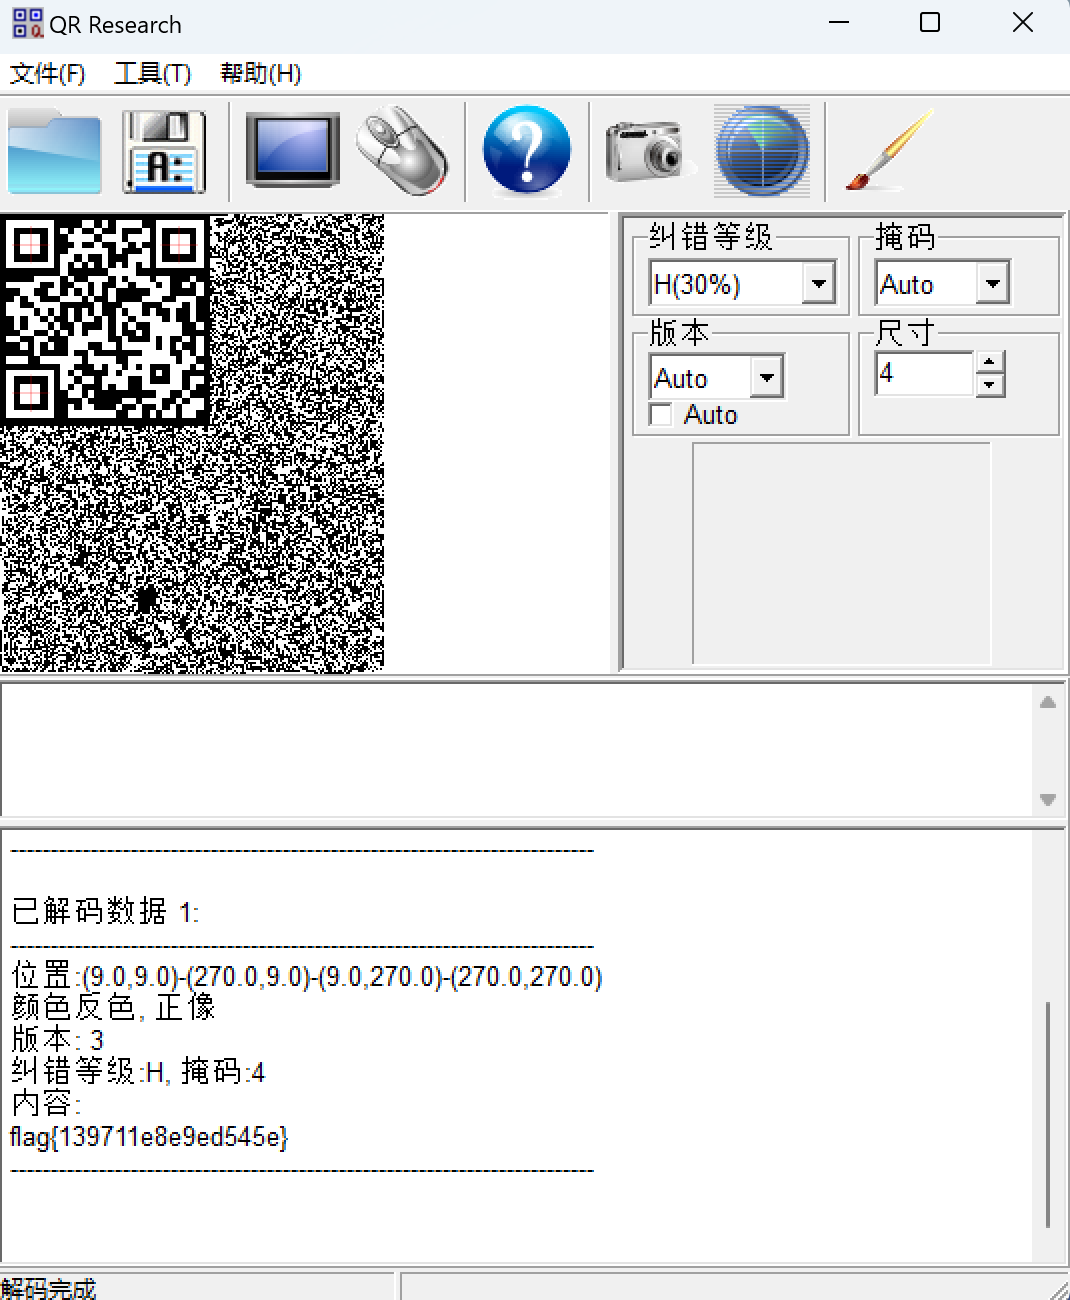 QR Research
文件(F) 工具(T) 帮助(H)
A:
纠错等级 掩码
H(30%) Auto
版本 尺寸
Auto 4
Auto
已解码数据 1:
位置:(9.0,9.0)-(270.0,9.0)-(9.0,270.0)-(270.0,270.0)
颜色反色, 正像
版本: 3
纠错等级:H, 掩码:4
内容:
flag{139711e8e9ed545e}
解码完成